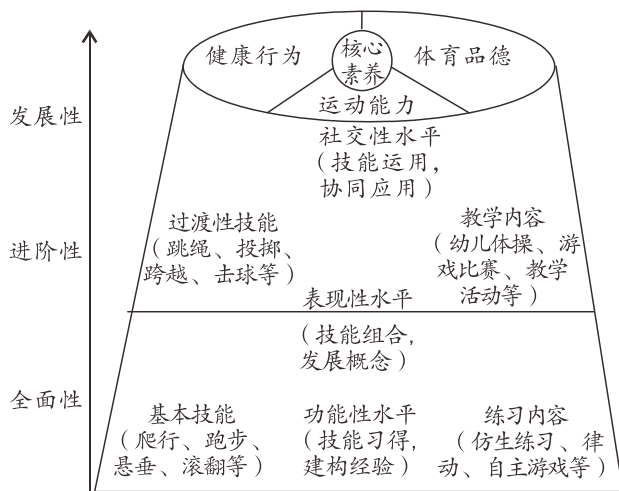 健康行为
核心
素养
体育品德
运动能力
发展性
社交性水平
（技能运用，
协同应用）
过渡性技能
（跳绳、投掷、
跨越、击球等）
教学内容
（幼儿体操、游
戏比赛、教学
活动等）
进阶性
表现性水平
（技能组合，
发展概念）
全面性
基本技能
（爬行、跑步、
悬垂、滚翻等）
功能性水平
（技能习得，
建构经验）
练习内容
（仿生练习、律
动、自主游戏等）